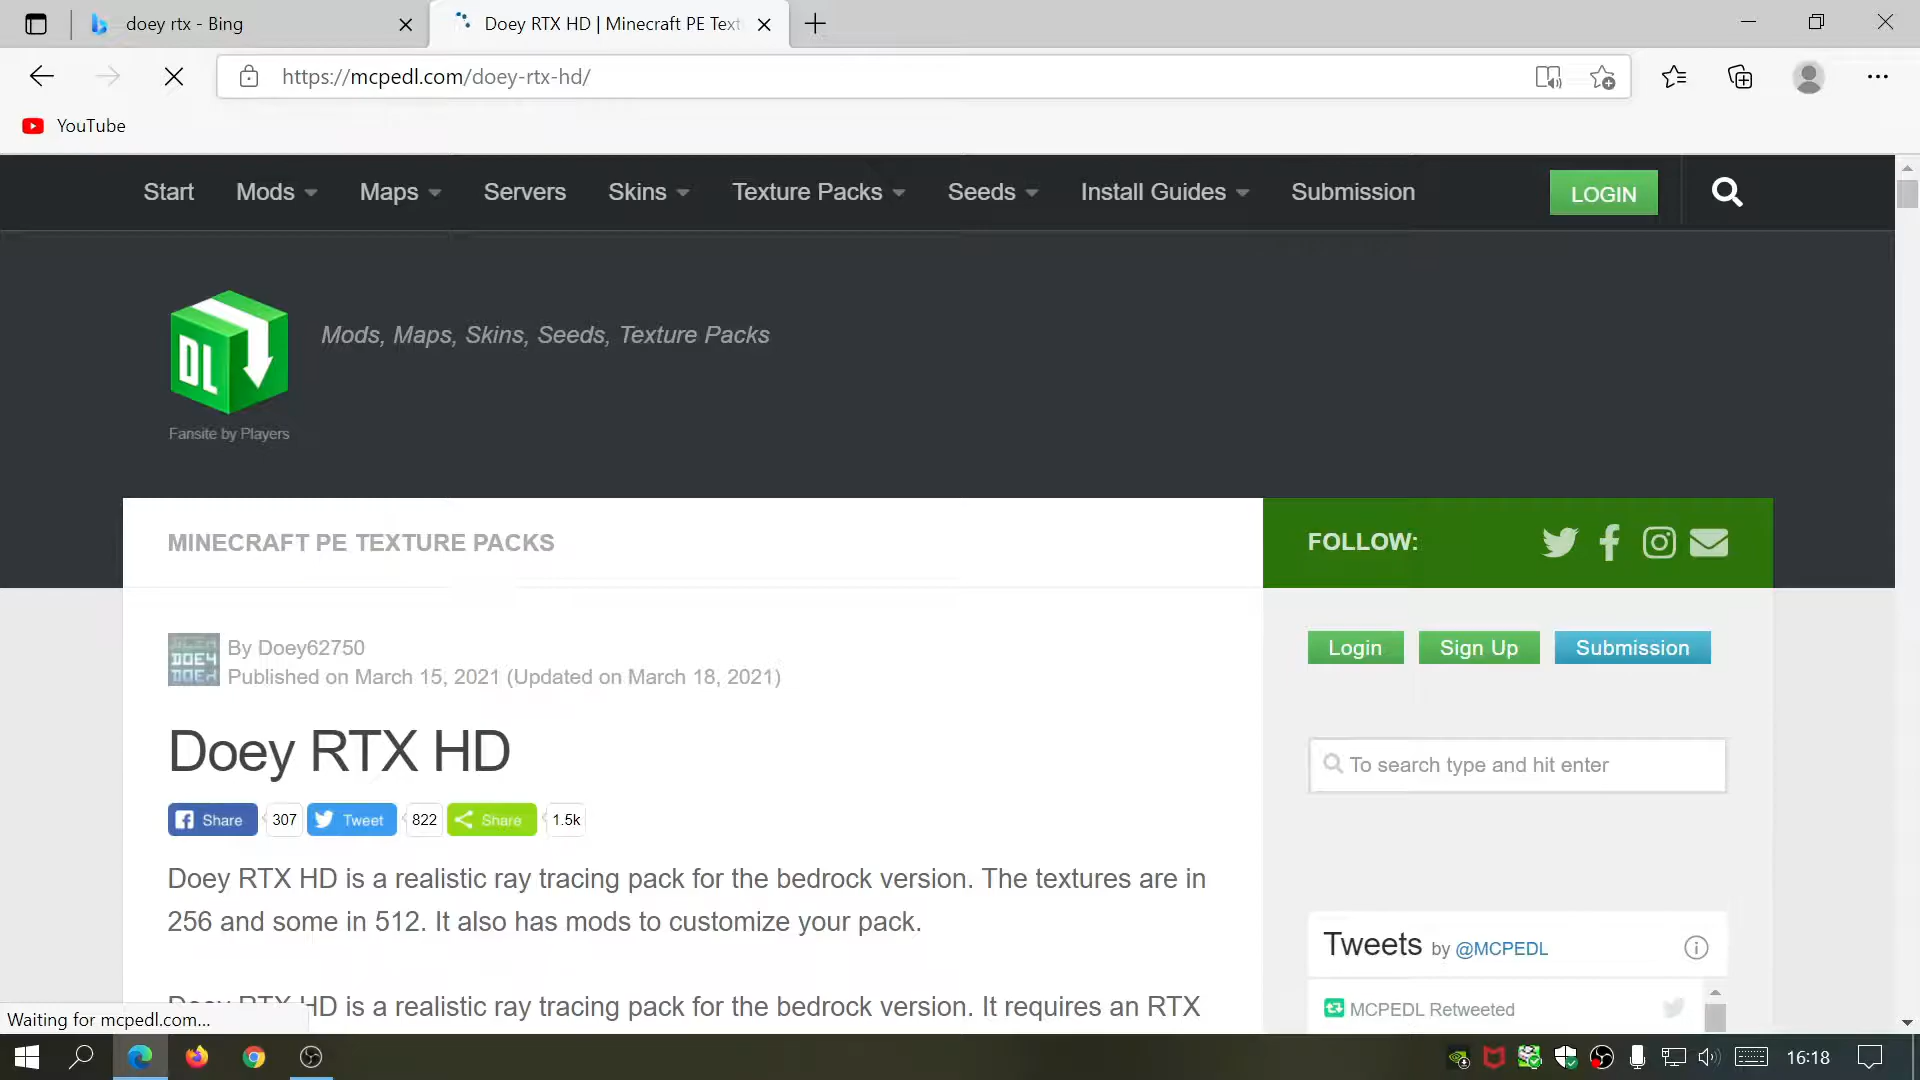 doey rtx - Bing
Doey RTX HD | Minecraft PE Text
https://mcpedl.com/doey-rtx-hd/
YouTube
Start
Mods
Maps
Servers
Skins
Texture Packs
Seeds
Install Guides
Submission
LOGIN
DL
Mods, Maps, Skins, Seeds, Texture Packs
Fansite by Players
MINECRAFT PE TEXTURE PACKS
FOLLOW:
DOEY
By Doey62750
Published on March 15, 2021 (Updated on March 18, 2021)
Login
Sign Up
Submission
Doey RTX HD
To search type and hit enter
Share
307
Tweet
822
Share
1.5k
Doey RTX HD is a realistic ray tracing pack for the bedrock version. The textures are in
256 and some in 512. It also has mods to customize your pack.
Tweets by @MCPEDL
Doey RTX HD is a realistic ray tracing pack for the bedrock version. It requires an RTX
MCPEDL Retweeted
Waiting for mcpedl.com...
16:18